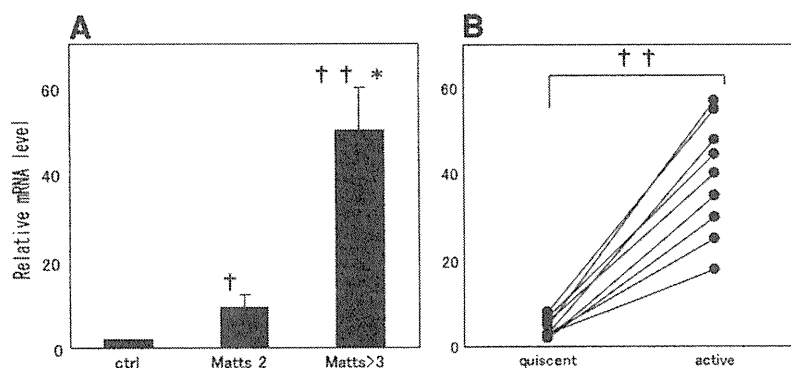 A
Relative mRNA level
60
40
20
0
† † *
†
ctrl
Matts 2
Matts>3
B
† †
60
40
20
0
quiscent
active